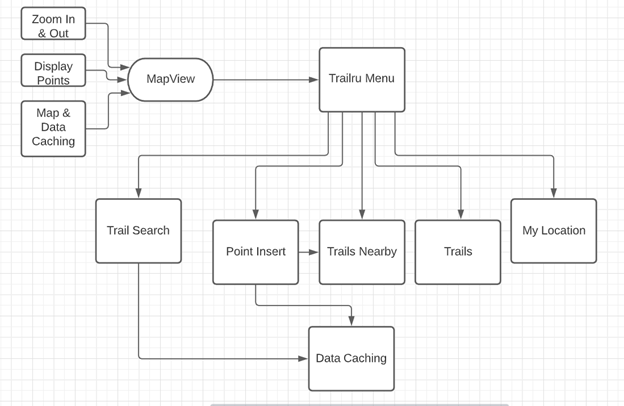 Zoom In
& Out
Display
Points
Map &
Data
Caching
MapView
Trailru Menu
Trail Search
Point Insert
Trails Nearby
Trails
My Location
Data Caching